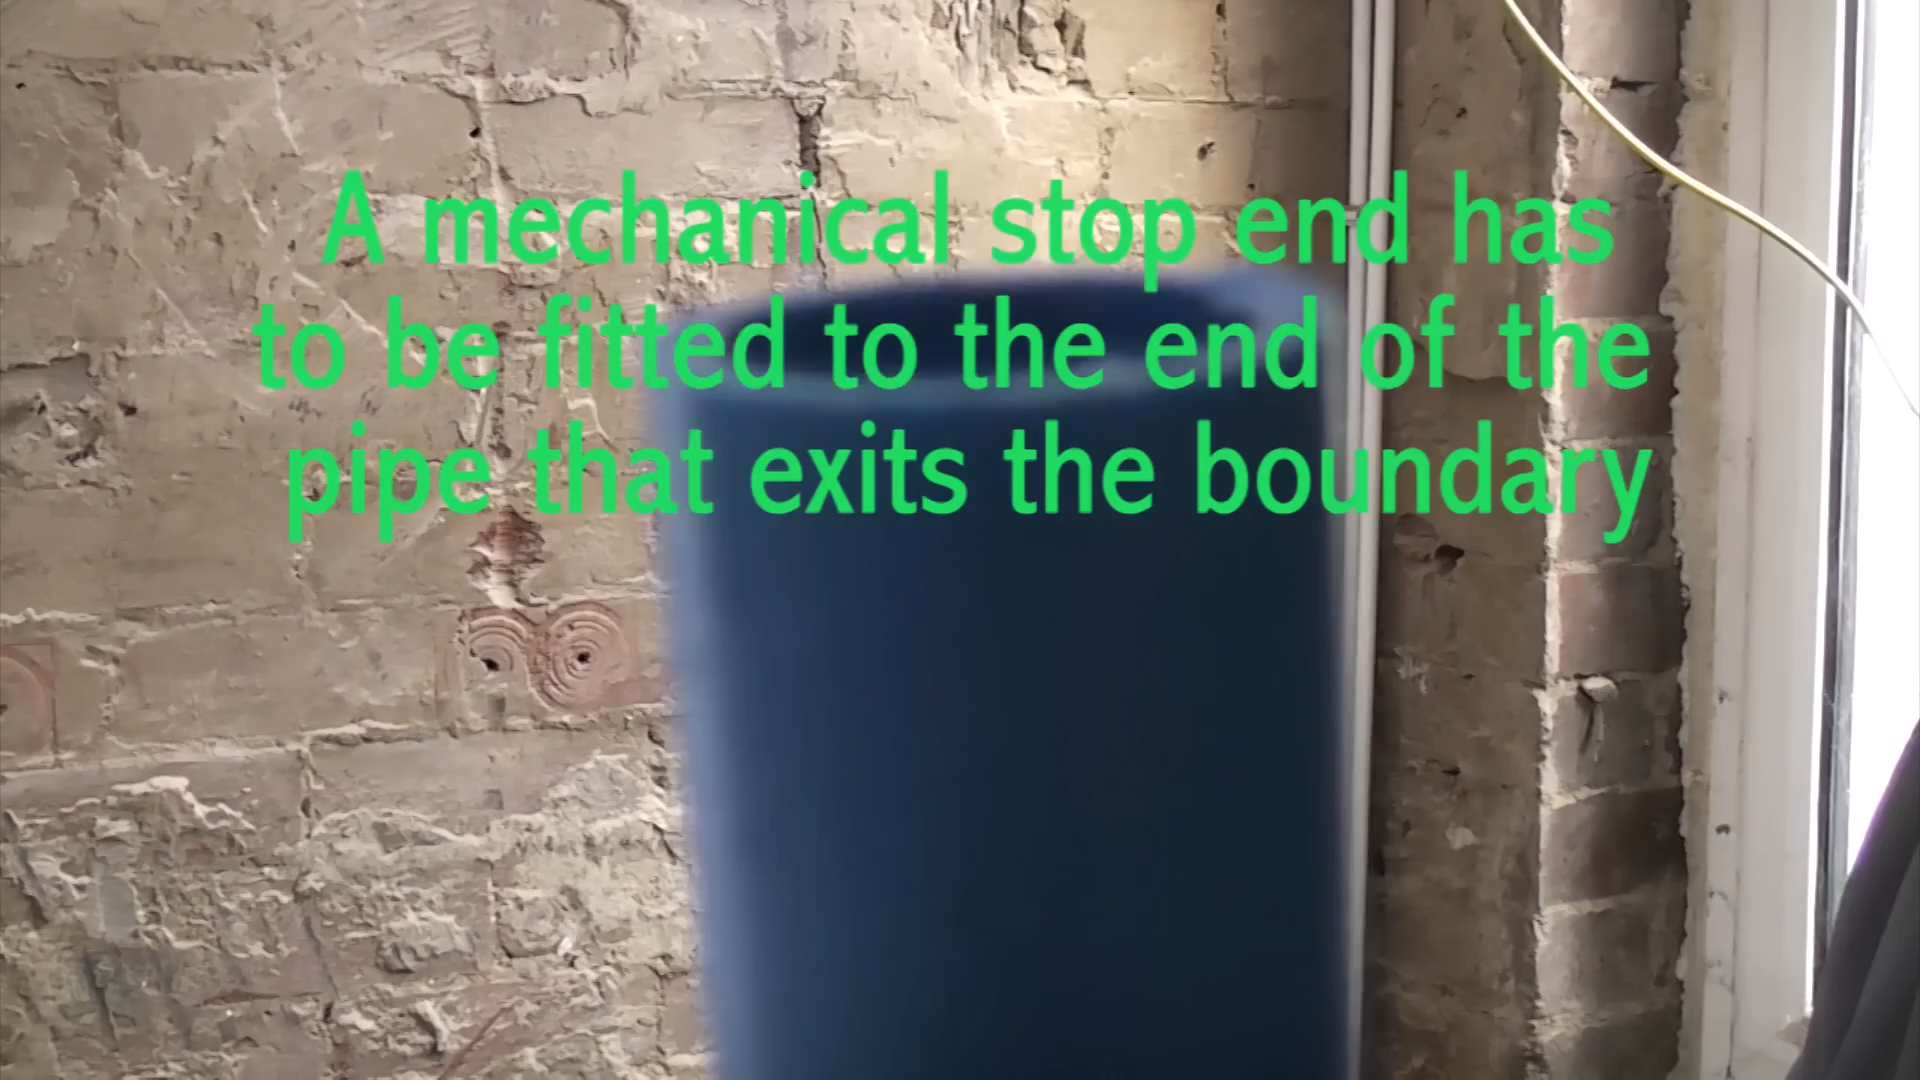 A mechanical stop end has
to be fitted to the end of the
pipe that exits the boundary